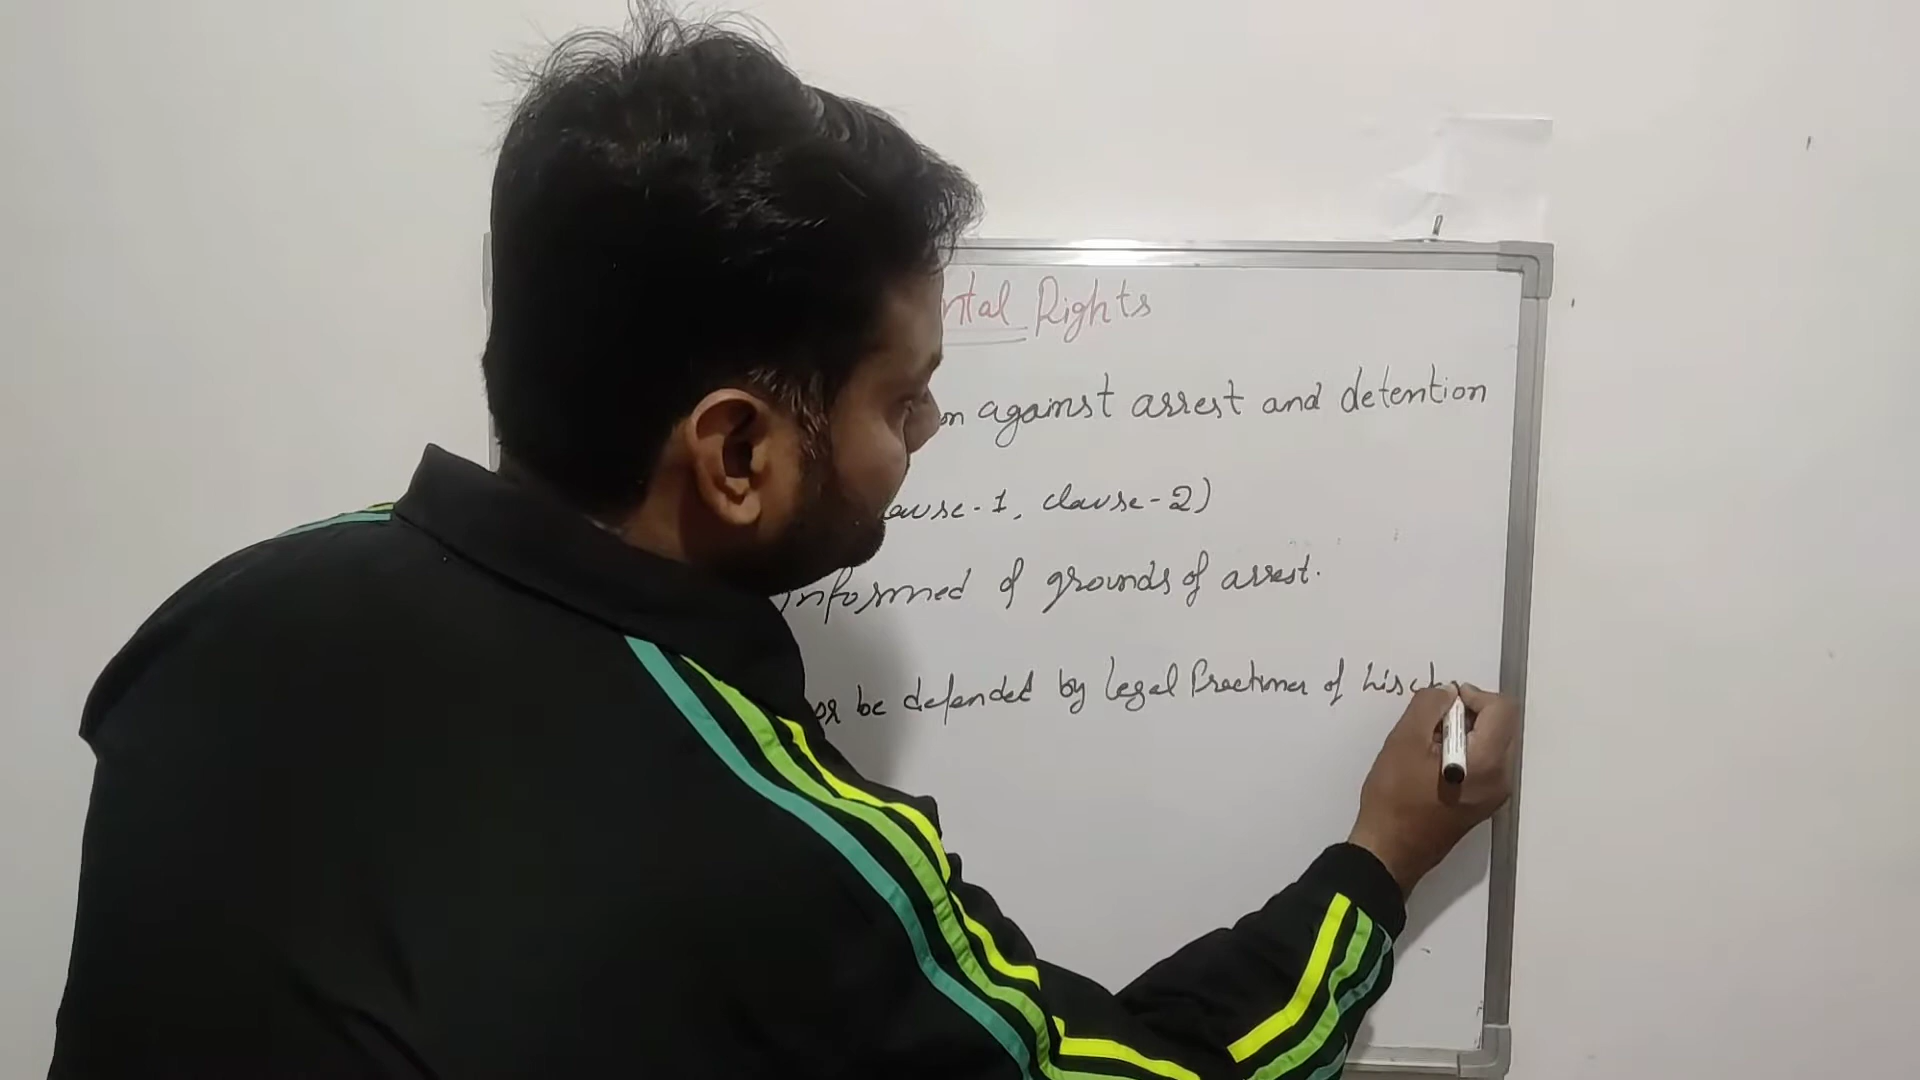 ntal Rights
on against arrest and detention
ause-1, clause-2)
informed of grounds of arrest.
or be defended by legal Practioner of his